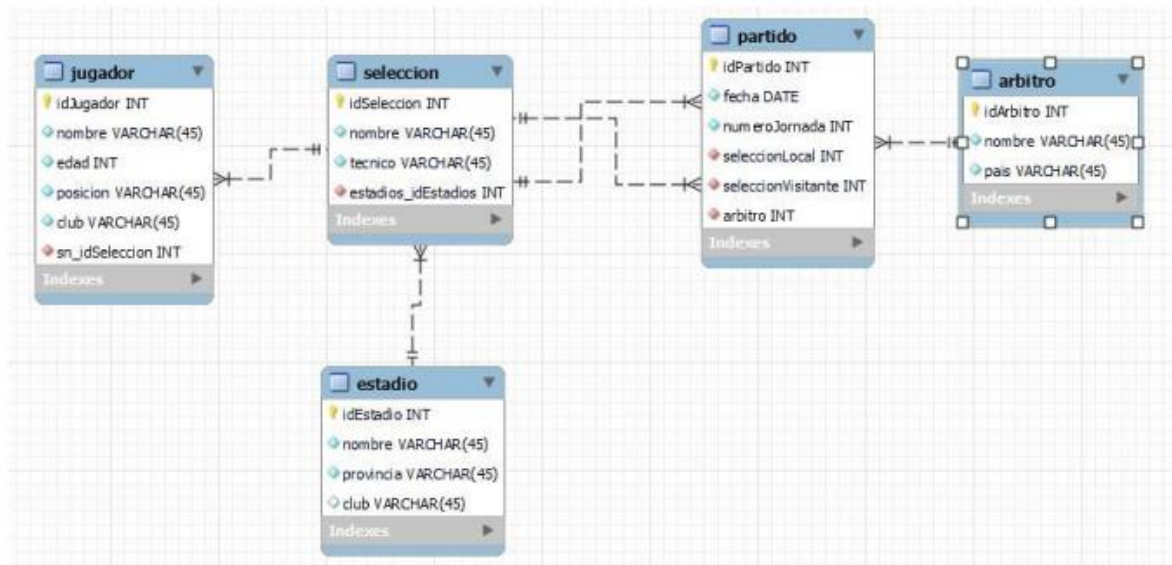 jugador
idJugador INT
nombre VARCHAR(45)
edad INT
posicion VARCHAR(45)
club VARCHAR(45)
sn_idSeleccion INT
Indexes
seleccion
idSeleccion INT
nombre VARCHAR(45)
tecnico VARCHAR(45)
estadios_idEstadios INT
Indexes
partido
idPartido INT
fecha DATE
numeroJornada INT
seleccionLocal INT
seleccionVisitante INT
arbitro INT
Indexes
arbitro
idArbitro INT
nombre VARCHAR(45)
pais VARCHAR(45)
Indexes
estadio
idEstadio INT
nombre VARCHAR(45)
provincia VARCHAR(45)
club VARCHAR(45)
Indexes